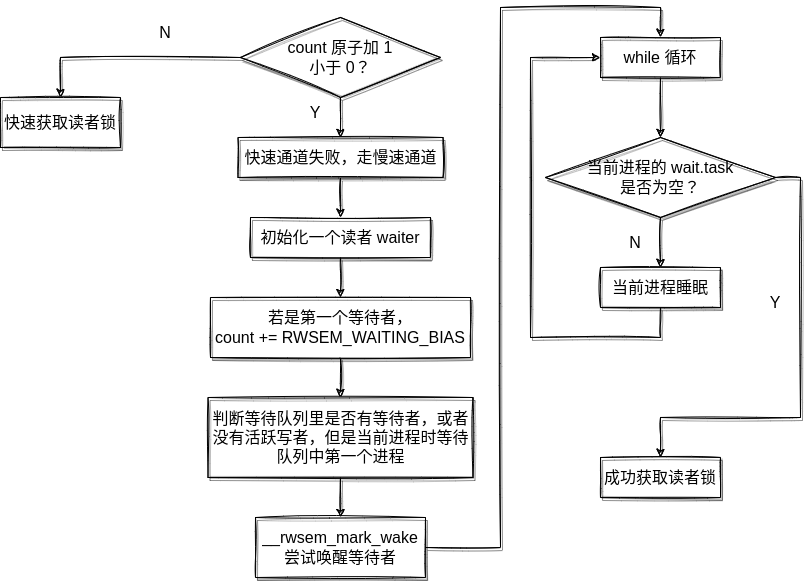 N
count 原子加 1
小于 0？
快速获取读者锁
Y
快速通道失败，走慢速通道
初始化一个读者 waiter
若是第一个等待者，
count += RWSEM_WAITING_BIAS
判断等待队列里是否有等待者，或者
没有活跃写者，但是当前进程时等待
队列中第一个进程
__rwsem_mark_wake
尝试唤醒等待者
while 循环
当前进程的 wait.task
是否为空？
N
当前进程睡眠
Y
成功获取读者锁